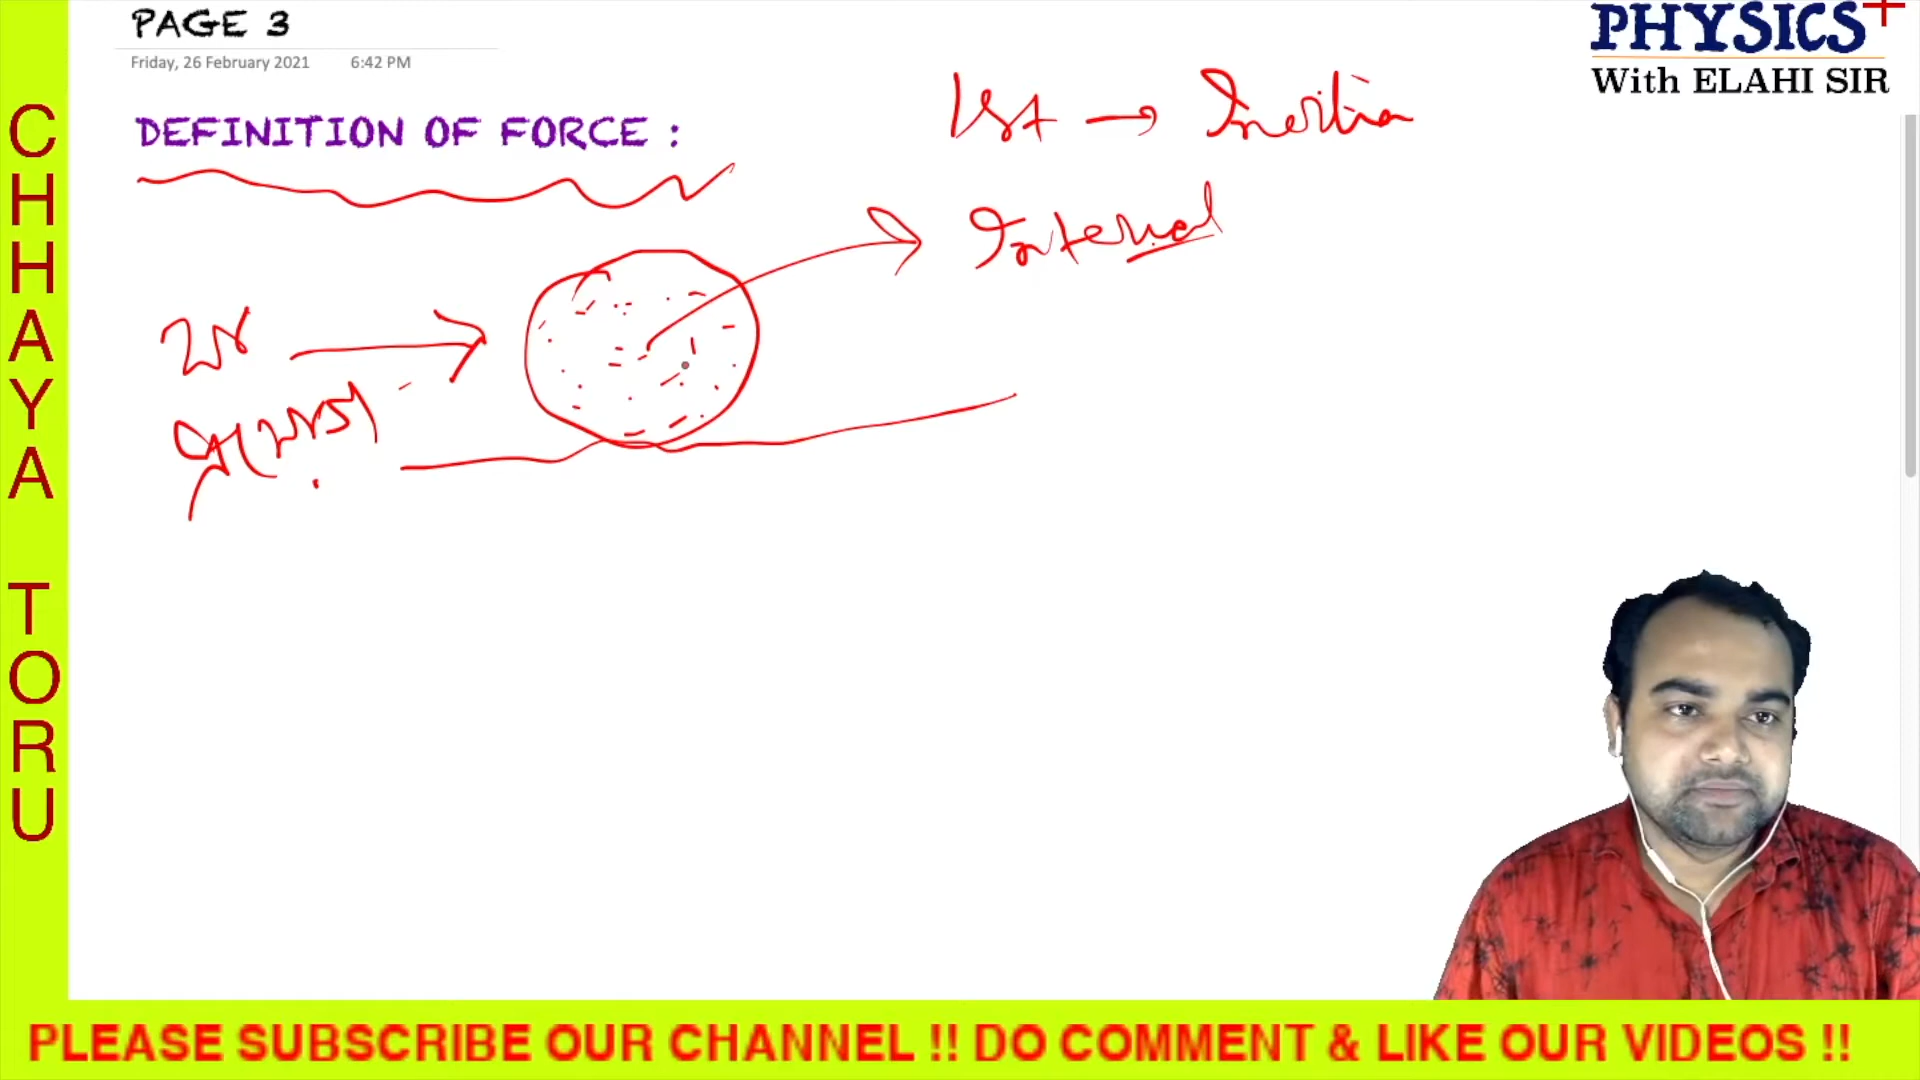 PAGE 3
Friday, 26 February 2021 6:42 PM
DEFINITION OF FORCE :
1st → Inertia
Internal
বল
PHYSICS+
With ELAHI SIR
CHHAYA TORU
PLEASE SUBSCRIBE OUR CHANNEL !! DO COMMENT & LIKE OUR VIDEOS !!